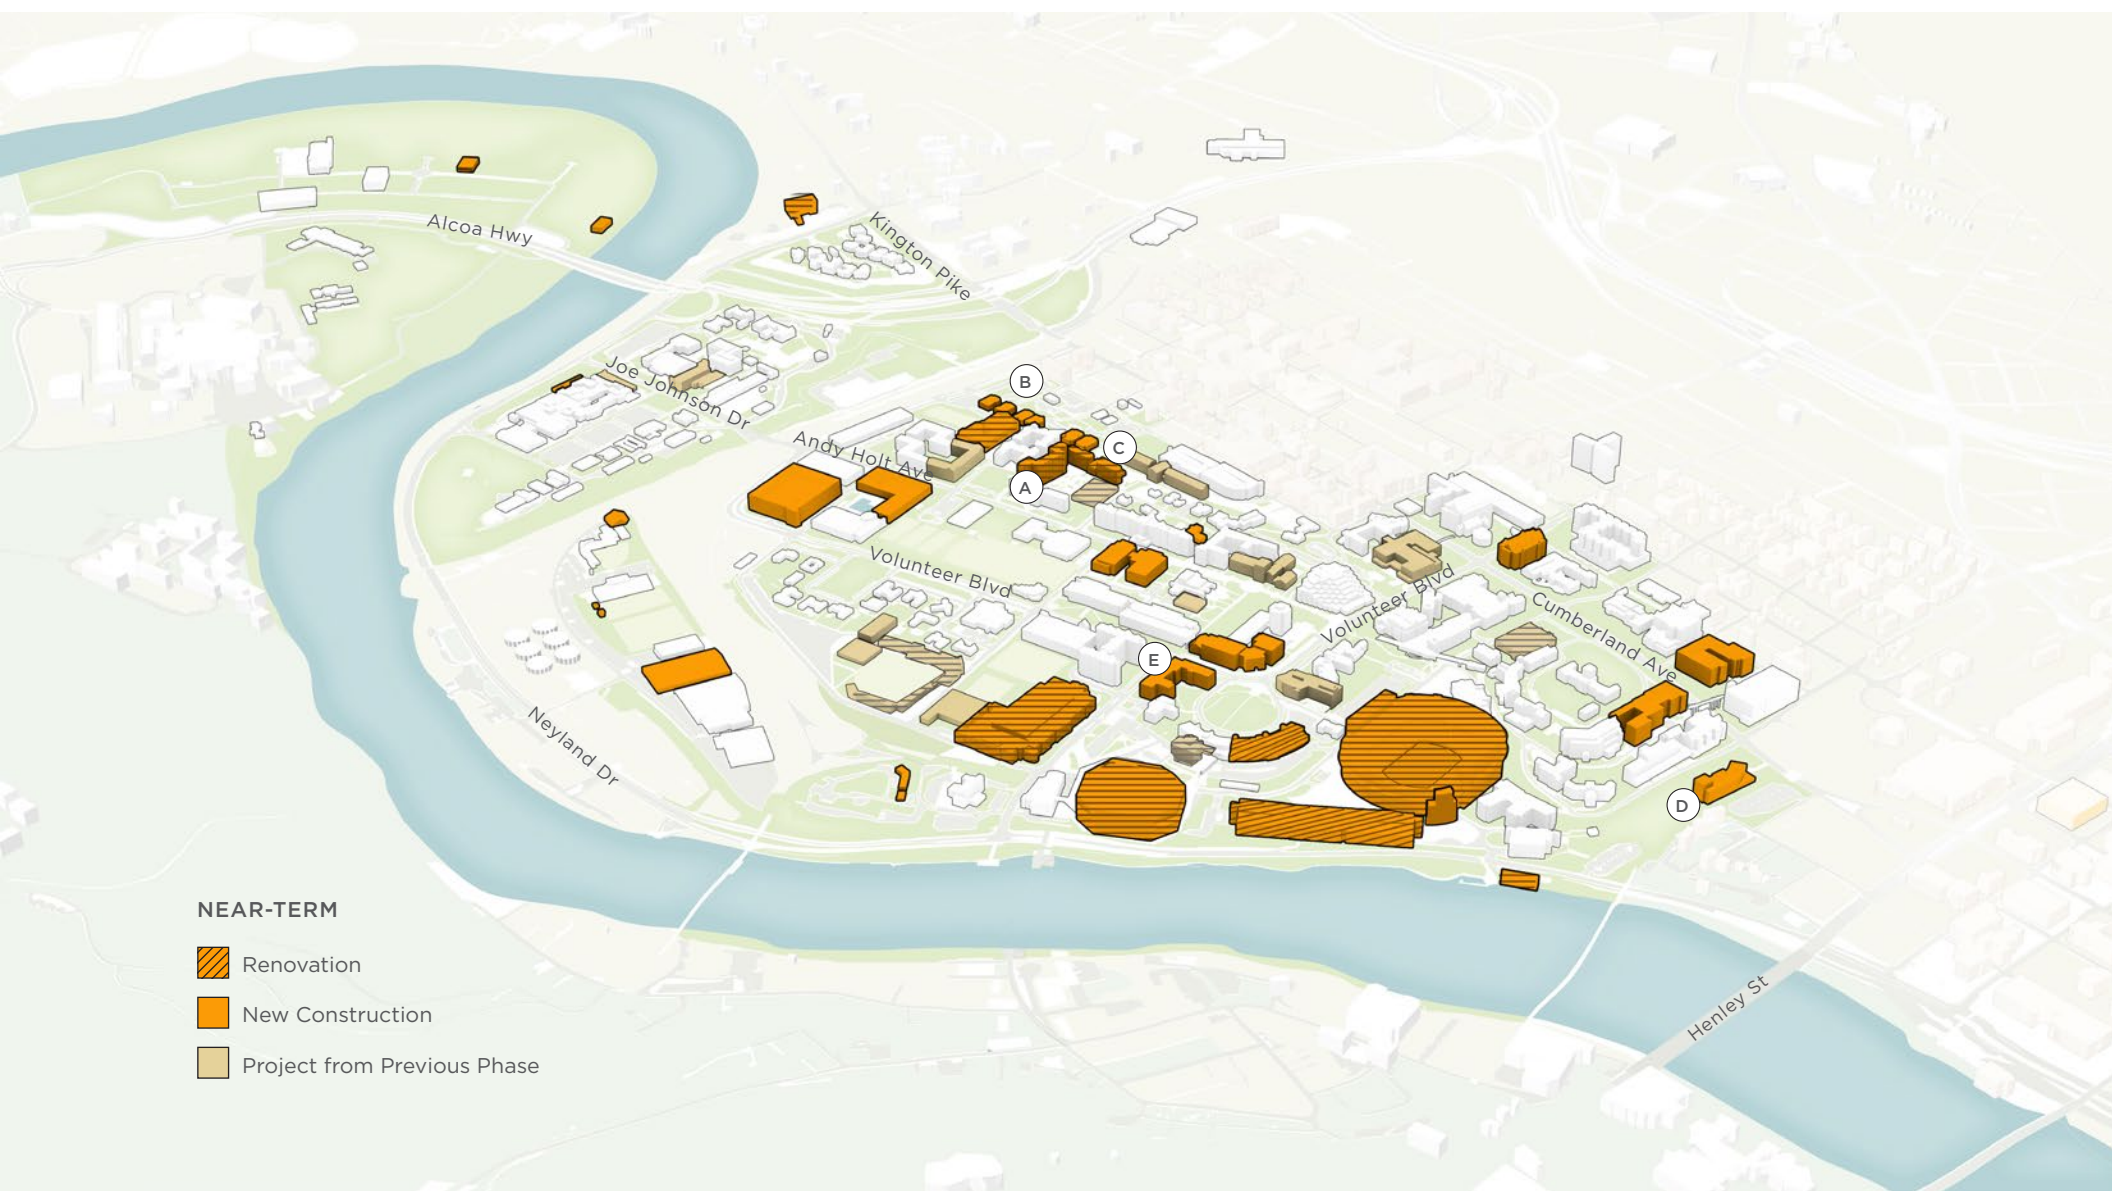 Alcoa Hwy
Kington Pike
Joe Johnson Dr
B
Andy Holt Ave
C
A
Volunteer Blvd
Volunteer Blvd
Cumberland Ave
E
Neyland Dr
D
Henley St
NEAR-TERM
Renovation
New Construction
Project from Previous Phase